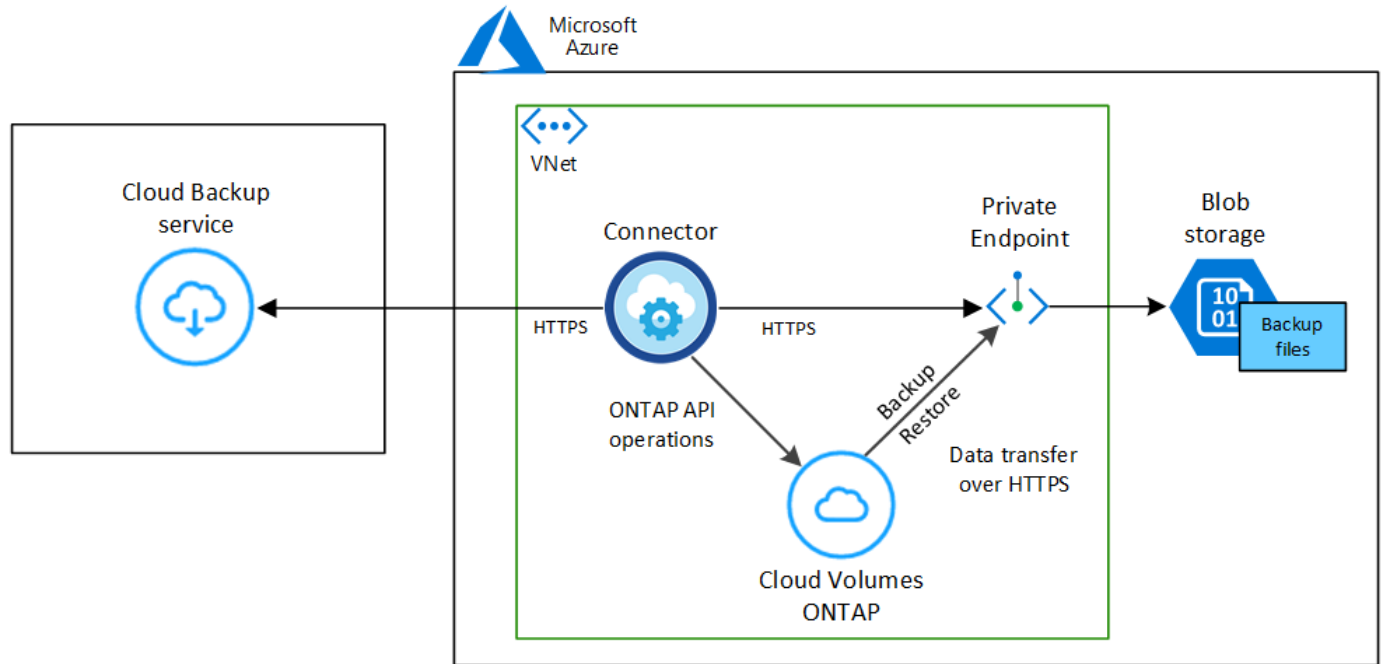 Microsoft
Azure
VNet
Cloud Backup
service
Connector
Private
Endpoint
Blob
storage
HTTPS
HTTPS
10
01
Backup
files
ONTAP API
operations
Backup
Restore
Data transfer
over HTTPS
Cloud Volumes
ONTAP